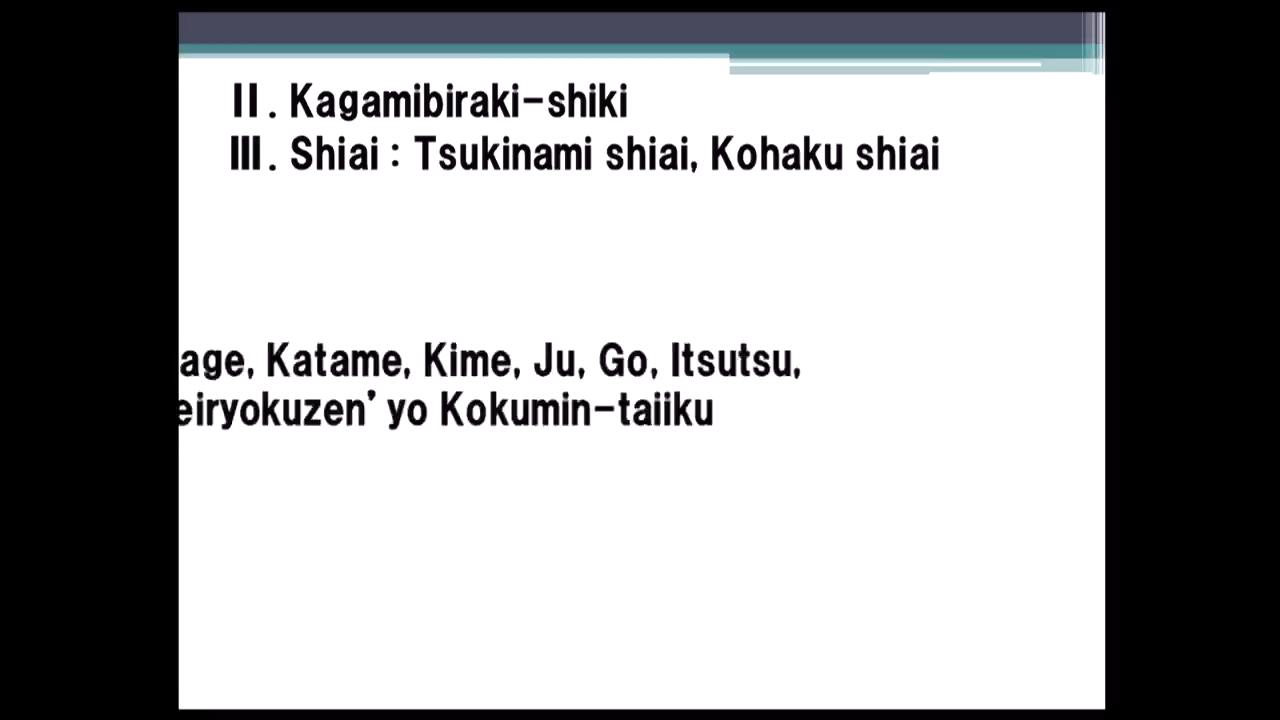 II. Kagamibiraki-shiki
III. Shiai : Tsukinami shiai, Kohaku shiai
age, Katame, Kime, Ju, Go, Itsutsu,
eiryokuzen' yo Kokumin-taiiku